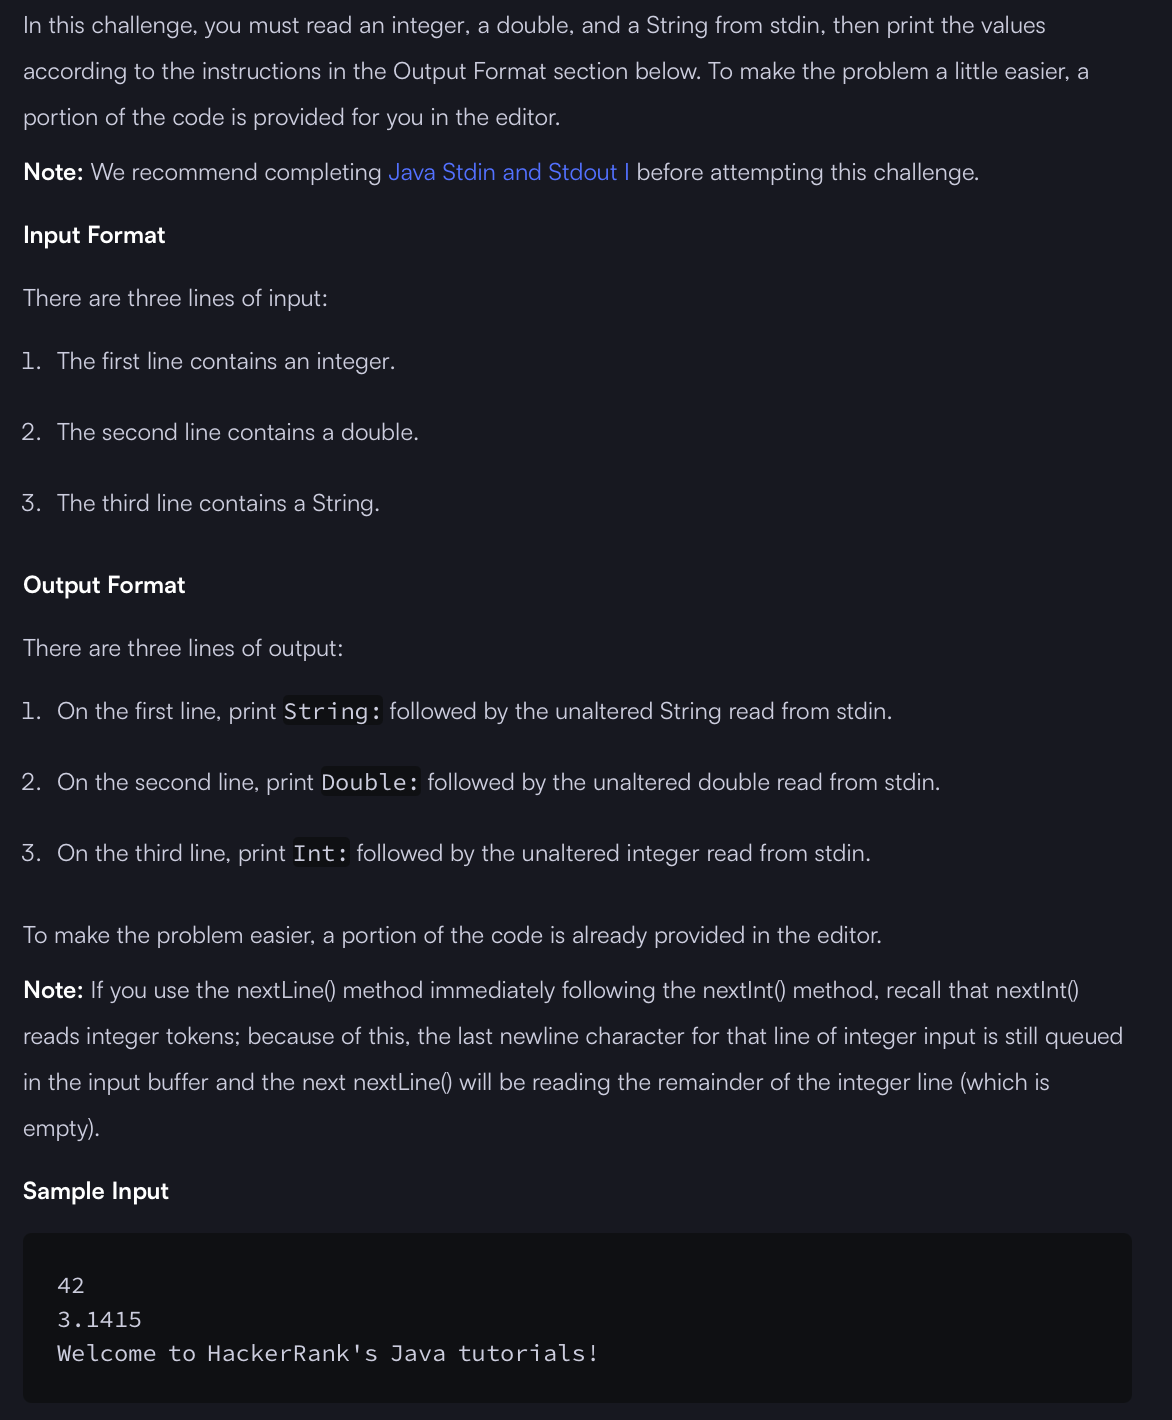 In this challenge, you must read an integer, a double, and a String from stdin, then print the values
according to the instructions in the Output Format section below. To make the problem a little easier, a
portion of the code is provided for you in the editor.
Note: We recommend completing Java Stdin and Stdout I before attempting this challenge.
Input Format
There are three lines of input:
1. The first line contains an integer.
2. The second line contains a double.
3. The third line contains a String.
Output Format
There are three lines of output:
1. On the first line, print String: followed by the unaltered String read from stdin.
2. On the second line, print Double: followed by the unaltered double read from stdin.
3. On the third line, print Int: followed by the unaltered integer read from stdin.
To make the problem easier, a portion of the code is already provided in the editor.
Note: If you use the nextLine() method immediately following the nextInt() method, recall that nextInt()
reads integer tokens; because of this, the last newline character for that line of integer input is still queued
in the input buffer and the next nextLine() will be reading the remainder of the integer line (which is
empty).
Sample Input
42
3.1415
Welcome to HackerRank's Java tutorials!